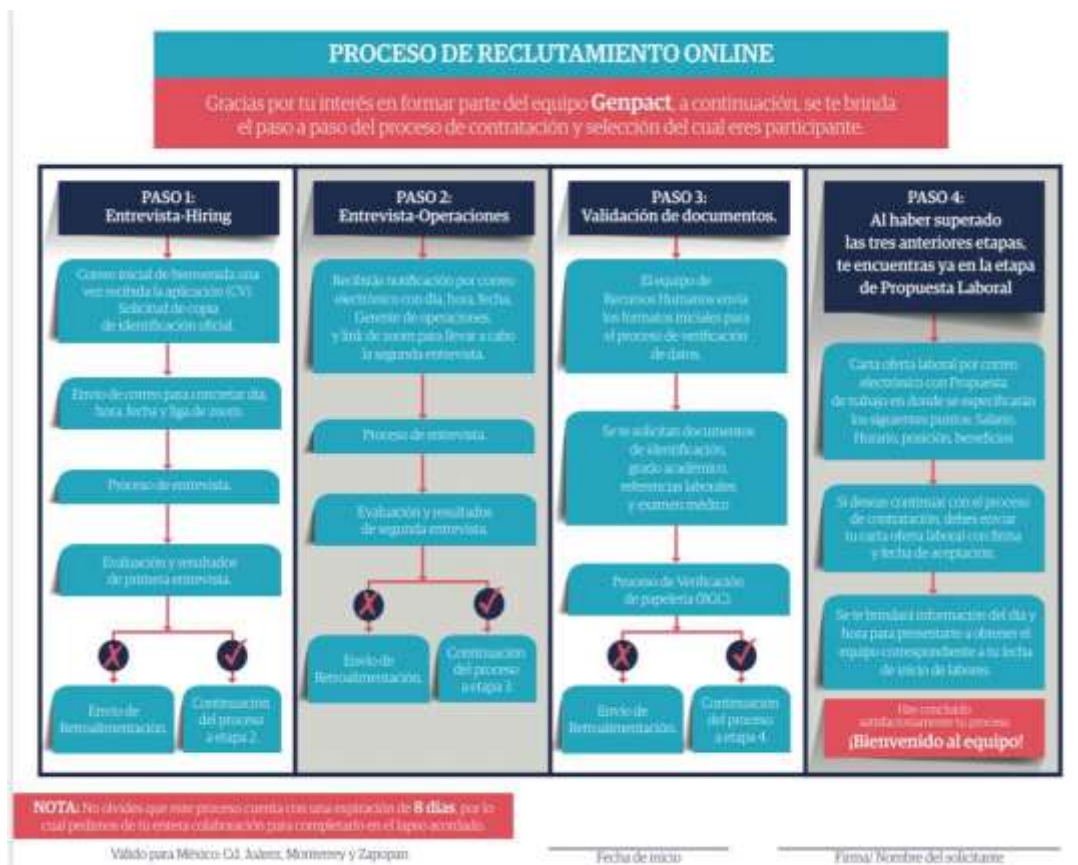 PROCESO DE RECLUTAMIENTO ONLINE
Gracias por tu interés en formar parte del equipo Genpact, a continuación, se te brinda
el paso a paso del proceso de contratación y selección del cual eres participante.
PASO 1:
Entrevista-Hiring
Correo inicial de bienvenida una
vez recibida la aplicación (CV).
Solicitud de copia
de identificación oficial.
Envío de correo para concretar día,
hora, fecha y liga de zoom.
Proceso de entrevista.
Evaluación y resultados
de primera entrevista.
Envío de
Retroalimentación.
Continuación
del proceso
a etapa 2.
PASO 2:
Entrevista-Operaciones
Recibirás notificación por correo
electrónico con día, hora, fecha,
Gerente de operaciones,
y link de zoom para llevar a cabo
la segunda entrevista.
Proceso de entrevista.
Evaluación y resultados
de segunda entrevista.
Envío de
Retroalimentación.
Continuación
del proceso
a etapa 3.
PASO 3:
Validación de documentos.
El equipo de
Recursos Humanos envía
los formatos iniciales para
el proceso de verificación
de datos.
Se te solicitan documentos
de identificación,
grado académico,
referencias laborales
y examen médico
Proceso de Verificación
de papelería (BGC).
Envío de
Retroalimentación.
Continuación
del proceso
a etapa 4.
PASO 4:
Al haber superado
las tres anteriores etapas,
te encuentras ya en la etapa
de Propuesta Laboral
Carta oferta laboral por correo
electrónico con Propuesta
de trabajo en donde se especificarán
los siguientes puntos: Salario,
Horario, posición, beneficios
Si deseas continuar con el proceso
de contratación, debes enviar
tu carta oferta laboral con firma
y fecha de aceptación.
Se te brindará información del día y
hora para presentarte a obtener el
equipo correspondiente a tu fecha
de inicio de labores.
Has concluido
satisfactoriamente tu proceso
¡Bienvenido al equipo!
NOTA: No olvides que este proceso cuenta con una expiración de 8 días, por lo
cual pedimos de tu entera colaboración para completarlo en el lapso acordado.
Válido para México: Cd. Juárez, Monterrey y Zapopan
Fecha de inicio
Firma/ Nombre del solicitante